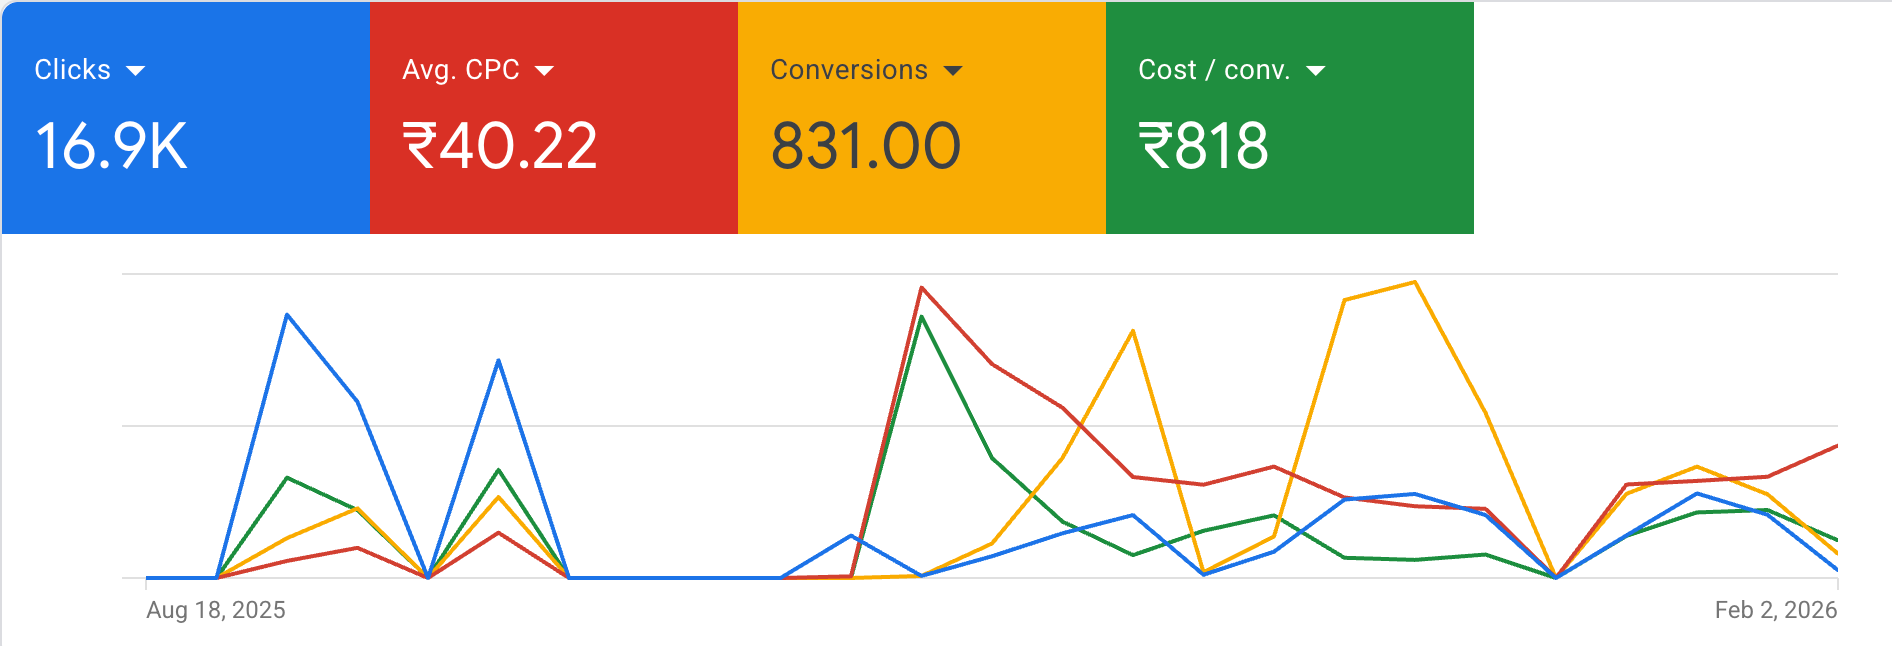 Clicks
Avg. CPC
Conversions
Cost / conv.
16.9K
₹40.22
831.00
₹818
Aug 18, 2025
Feb 2, 2026